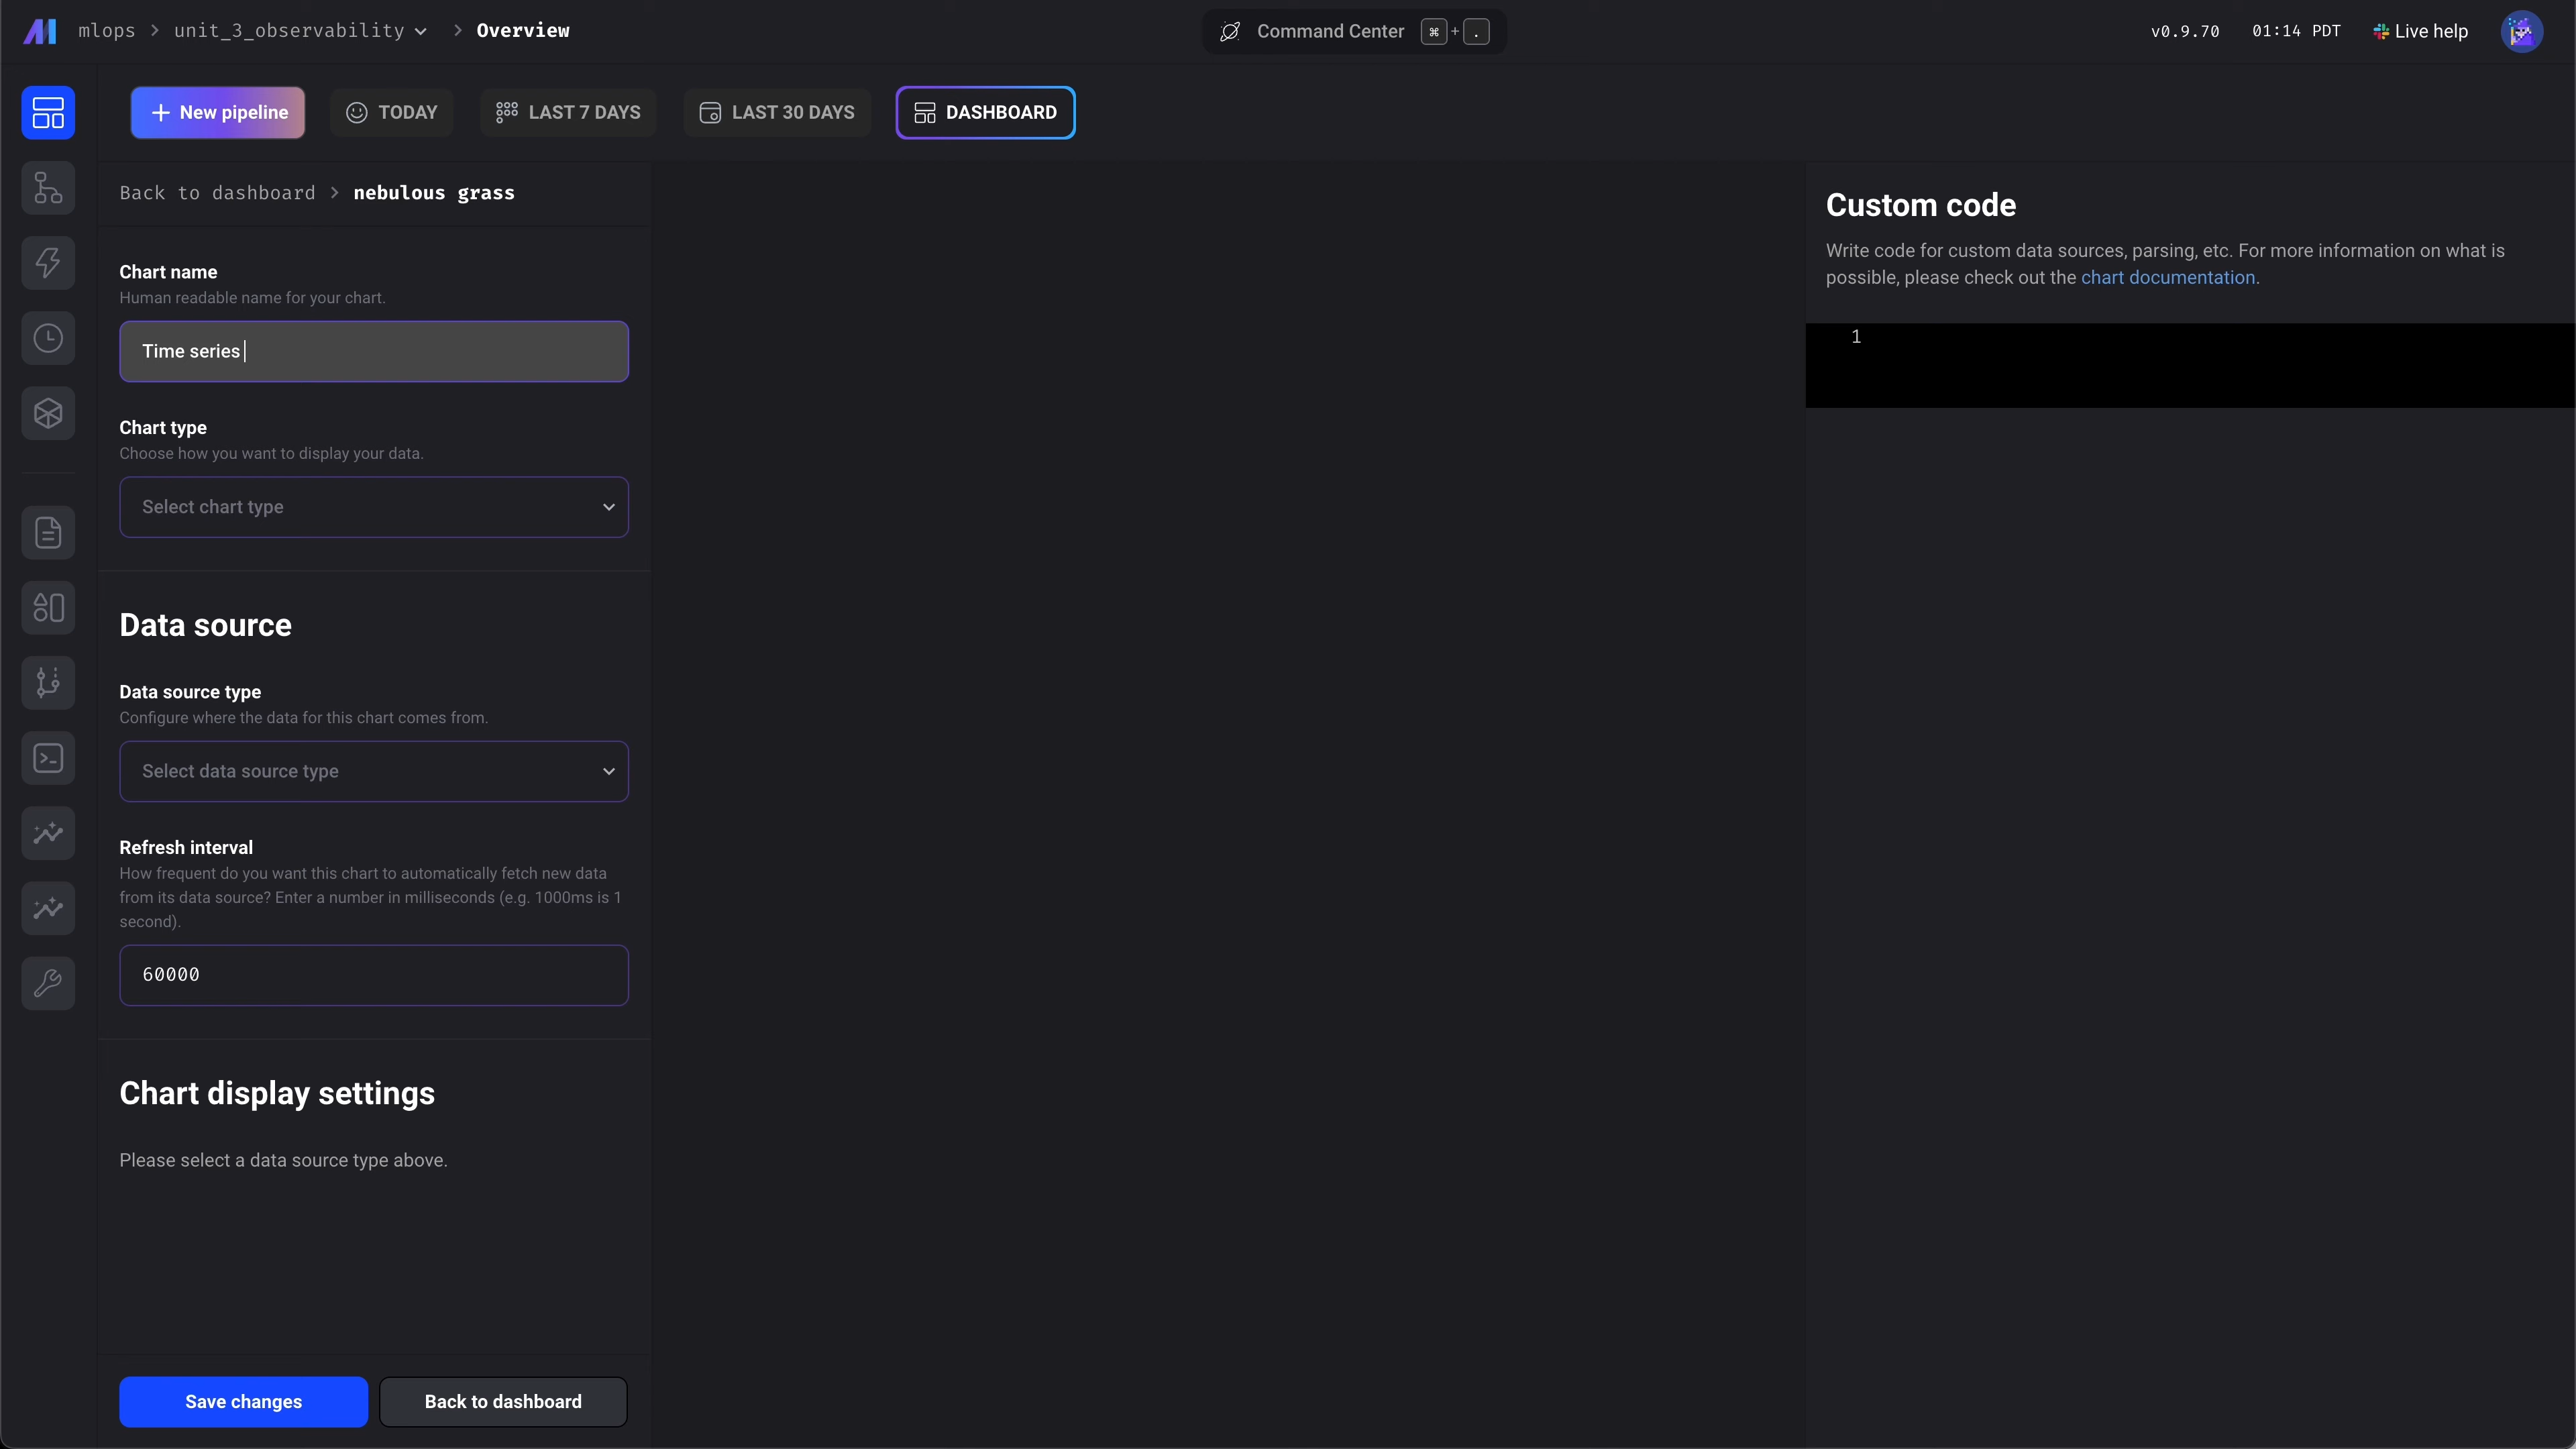 mlops > unit_3_observability > Overview
Command Center ⌘ + .
v0.9.70 01:14 PDT Live help
New pipeline TODAY LAST 7 DAYS LAST 30 DAYS DASHBOARD
Back to dashboard > nebulous grass
Chart name
Human readable name for your chart.
Time series
Chart type
Choose how you want to display your data.
Select chart type
Data source
Data source type
Configure where the data for this chart comes from.
Select data source type
Refresh interval
How frequent do you want this chart to automatically fetch new data
from its data source? Enter a number in milliseconds (e.g. 1000ms is 1
second).
60000
Chart display settings
Please select a data source type above.
Save changes Back to dashboard
Custom code
Write code for custom data sources, parsing, etc. For more information on what is
possible, please check out the chart documentation.
1